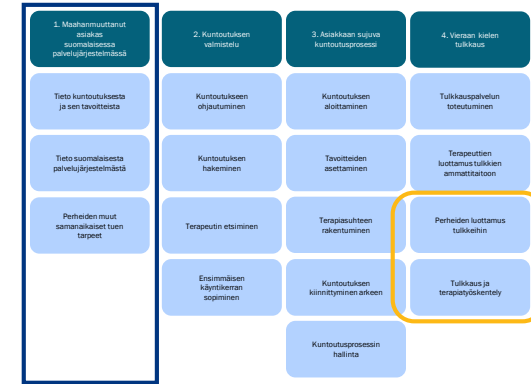 1. Maahanmuuttanut
asiakas
suomalaisessa
palvelujärjestelmässä
Tieto kuntoutuksesta
ja sen tavoitteista
Tieto suomalaisesta
palvelujärjestelmästä
Perheiden muut
samanaikaiset tuen
tarpeet
2. Kuntoutuksen
valmistelu
Kuntoutukseen
ohjautuminen
Kuntoutuksen
hakeminen
Terapeutin etsiminen
Ensimmäisen
käyntikerran
sopiminen
3. Asiakkaan sujuva
kuntoutusprosessi
Kuntoutuksen
aloittaminen
Tavoitteiden
asettaminen
Terapiasuhteen
rakentuminen
Kuntoutuksen
kiinnittyminen arkeen
Kuntoutusprosessin
hallinta
4. Vieraan kielen
tulkkaus
Tulkkauspalvelun
toteutuminen
Terapeuttien
luottamus tulkkien
ammattitaitoon
Perheiden luottamus
tulkkeihin
Tulkkaus ja
terapiatyöskentely